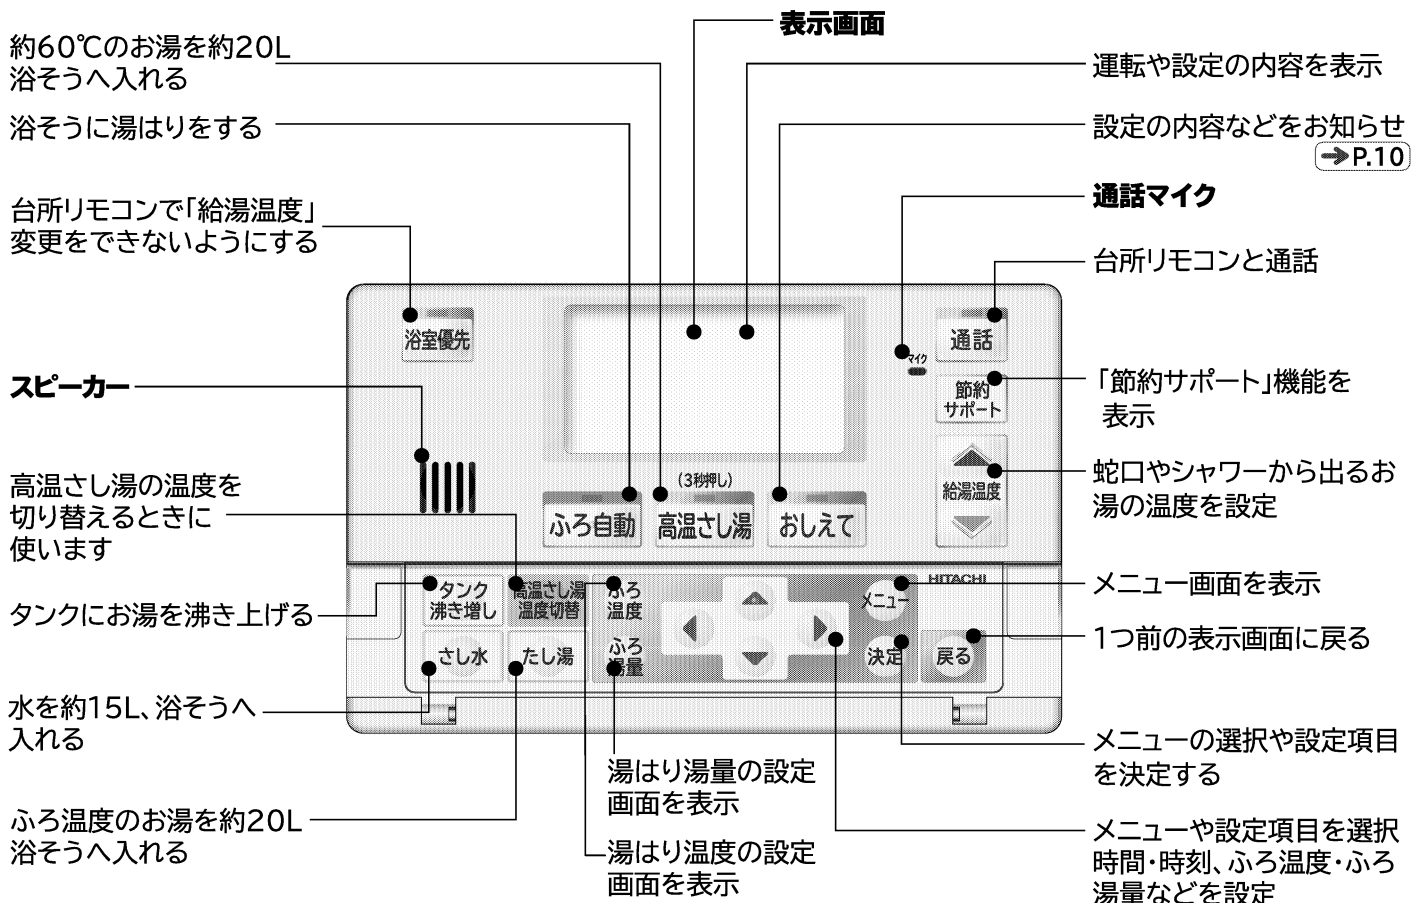 表示画面
約60℃のお湯を約20L
浴そうへ入れる
浴そうに湯はりをする
台所リモコンで「給湯温度」
変更をできないようにする
スピーカー
高温さし湯の温度を
切り替えるときに
使います
タンクにお湯を沸き上げる
水を約15L、浴そうへ
入れる
ふろ温度のお湯を約20L
浴そうへ入れる
運転や設定の内容を表示
設定の内容などをお知らせ
➔P.10
通話マイク
台所リモコンと通話
「節約サポート」機能を
表示
蛇口やシャワーから出るお
湯の温度を設定
メニュー画面を表示
1つ前の表示画面に戻る
メニューの選択や設定項目
を決定する
メニューや設定項目を選択
時間・時刻、ふろ温度・ふろ
湯量などを設定
湯はり湯量の設定
画面を表示
湯はり温度の設定
画面を表示
浴室優先
マイク
通話
節約
サポート
給湯温度
(3秒押し)
ふろ自動
高温さし湯
おしえて
HITACHI
タンク
沸き増し
高温さし湯
温度切替
ふろ
温度
メニュー
さし水
たし湯
ふろ
湯量
決定
戻る